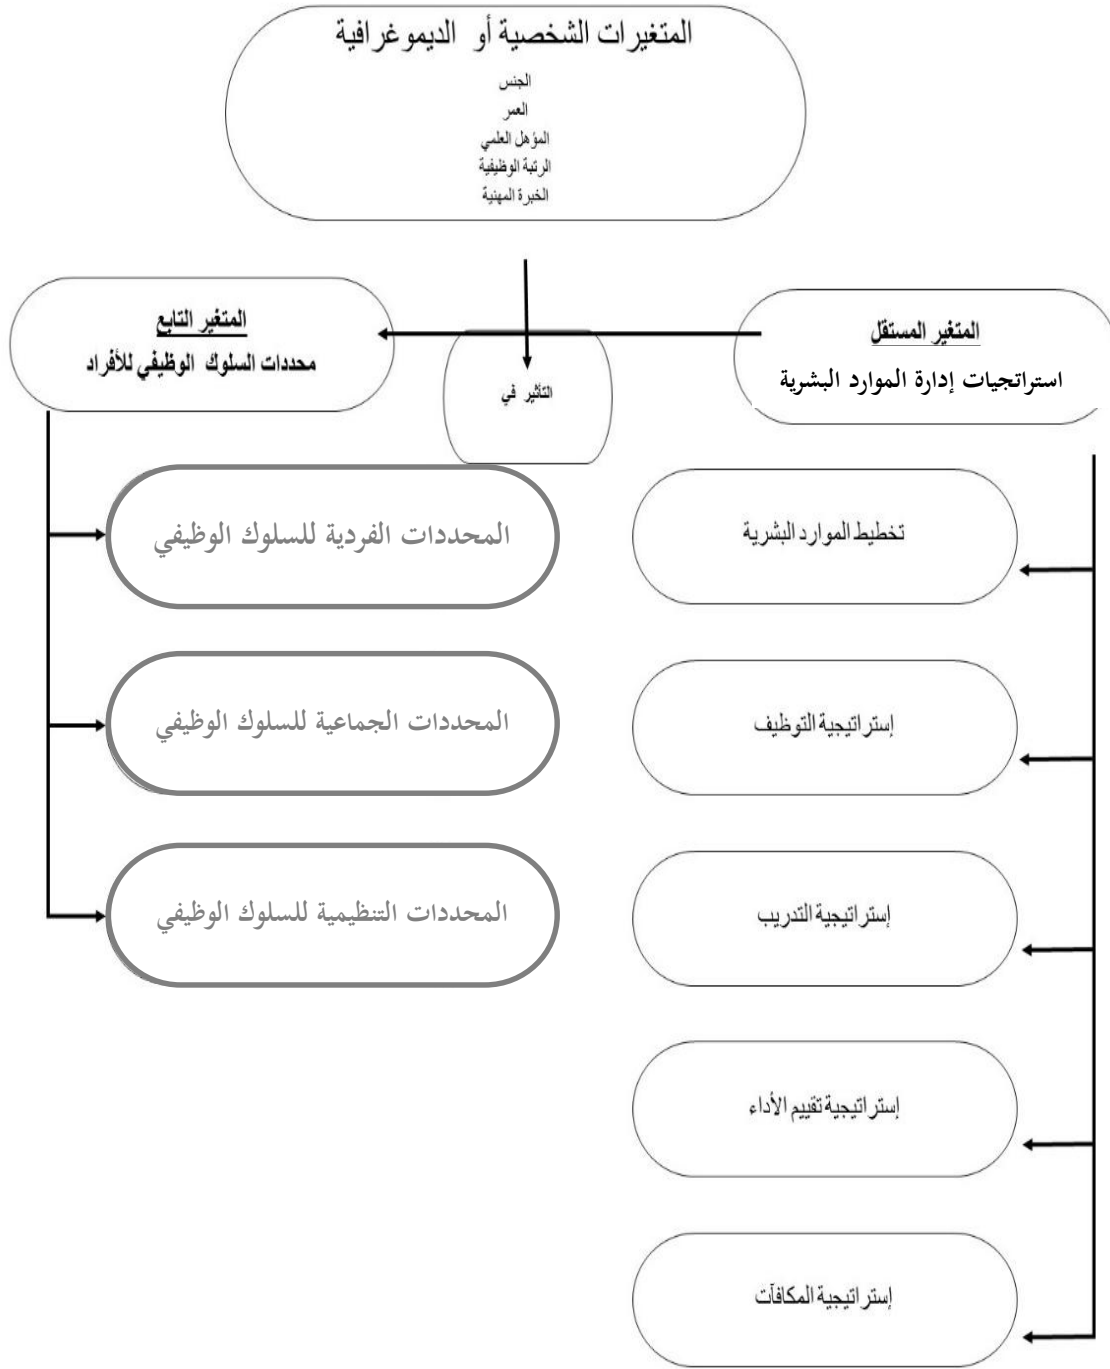 المتغيرات الشخصية أو الديموغرافية
الجنس
العمر
المؤهل العلمي
الرتبة الوظيفية
الخبرة المهنية
المتغير المستقل
استراتجيات إدارة الموارد البشرية
التأثير في
المتغير التابع
محددات السلوك الوظيفي للأفراد
تخطيط الموارد البشرية
إستراتيجية التوظيف
إستراتيجية التدريب
إستراتيجية تقييم الأداء
إستراتيجية المكافآت
المحددات الفردية للسلوك الوظيفي
المحددات الجماعية للسلوك الوظيفي
المحددات التنظيمية للسلوك الوظيفي